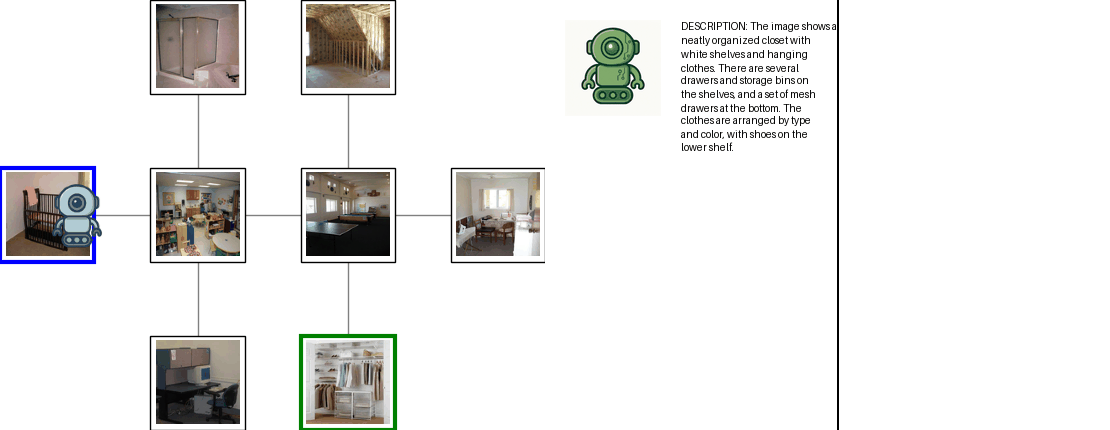 DESCRIPTION: The image shows a
neatly organized closet with
white shelves and hanging
clothes. There are several
drawers and storage bins on
the shelves, and a set of mesh
drawers at the bottom. The
clothes are arranged by type
and color, with shoes on the
lower shelf.